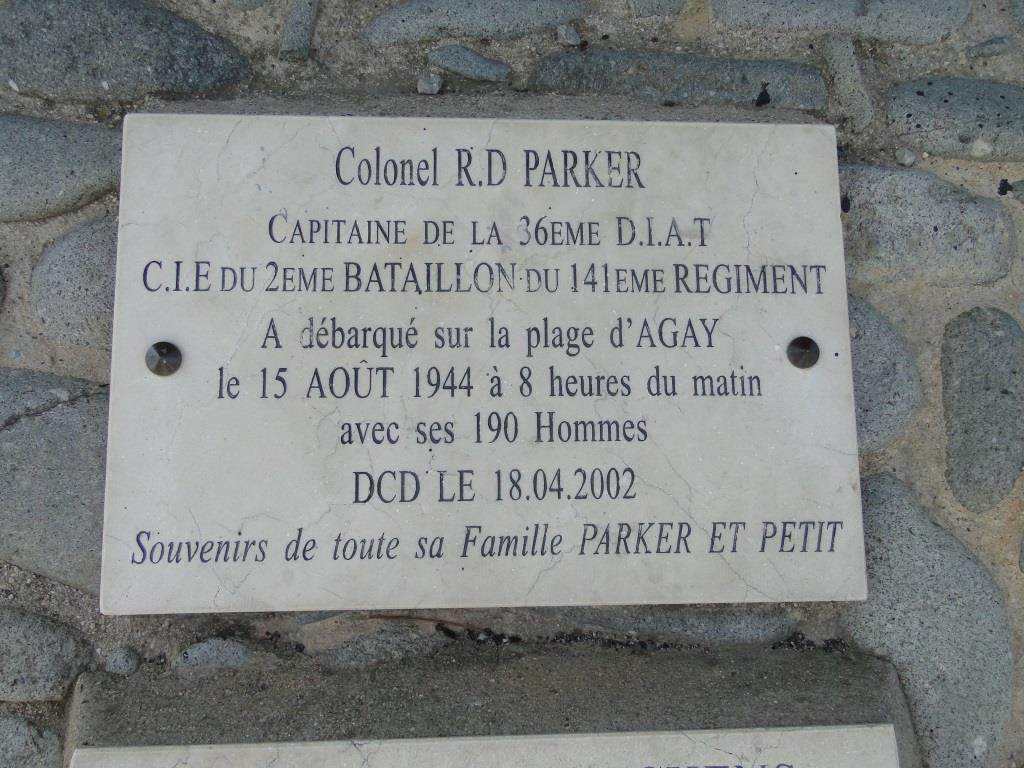 Colonel R.D PARKER
CAPITAINE DE LA 36EME D.I.A.T
C.I.E DU 2EME BATAILLON DU 141EME REGIMENT
A débarqué sur la plage d'AGAY
le 15 AOÛT 1944 à 8 heures du matin
avec ses 190 Hommes
DCD LE 18.04.2002
Souvenirs de toute sa Famille PARKER ET PETIT